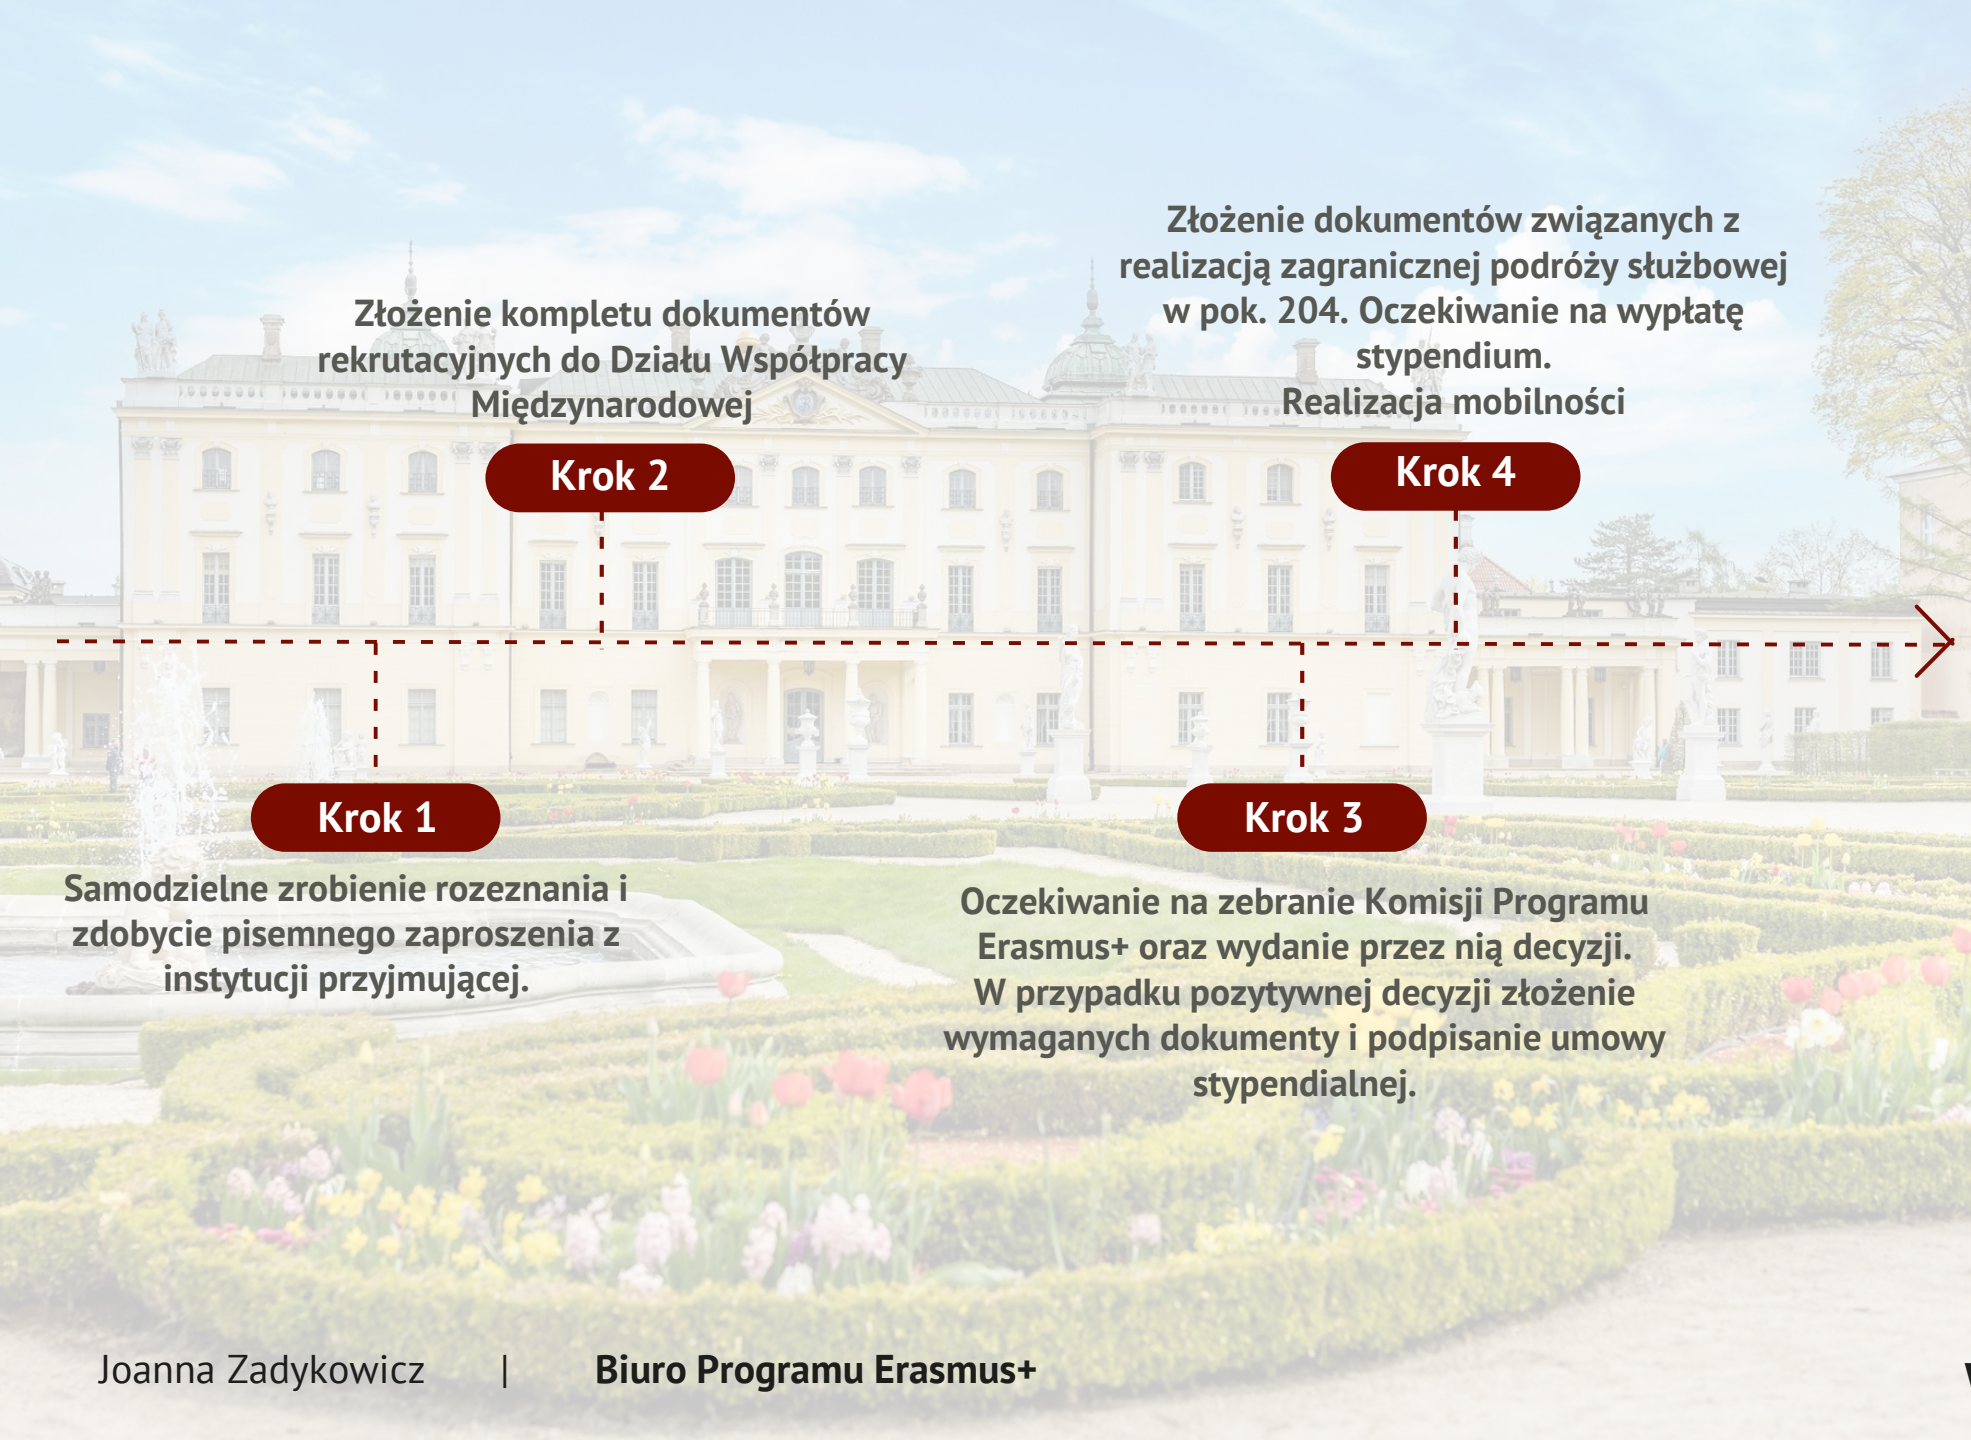 Złożenie dokumentów związanych z
realizacją zagranicznej podróży służbowej
w pok. 204. Oczekiwanie na wypłatę
stypendium.
Realizacja mobilności
Złożenie kompletu dokumentów
rekrutacyjnych do Działu Współpracy
Międzynarodowej
Krok 2
Krok 4
Krok 1
Krok 3
Samodzielne zrobienie rozeznania i
zdobycie pisemnego zaproszenia z
instytucji przyjmującej.
Oczekiwanie na zebranie Komisji Programu
Erasmus+ oraz wydanie przez nią decyzji.
W przypadku pozytywnej decyzji złożenie
wymaganych dokumenty i podpisanie umowy
stypendialnej.
Joanna Zadykowicz | Biuro Programu Erasmus+